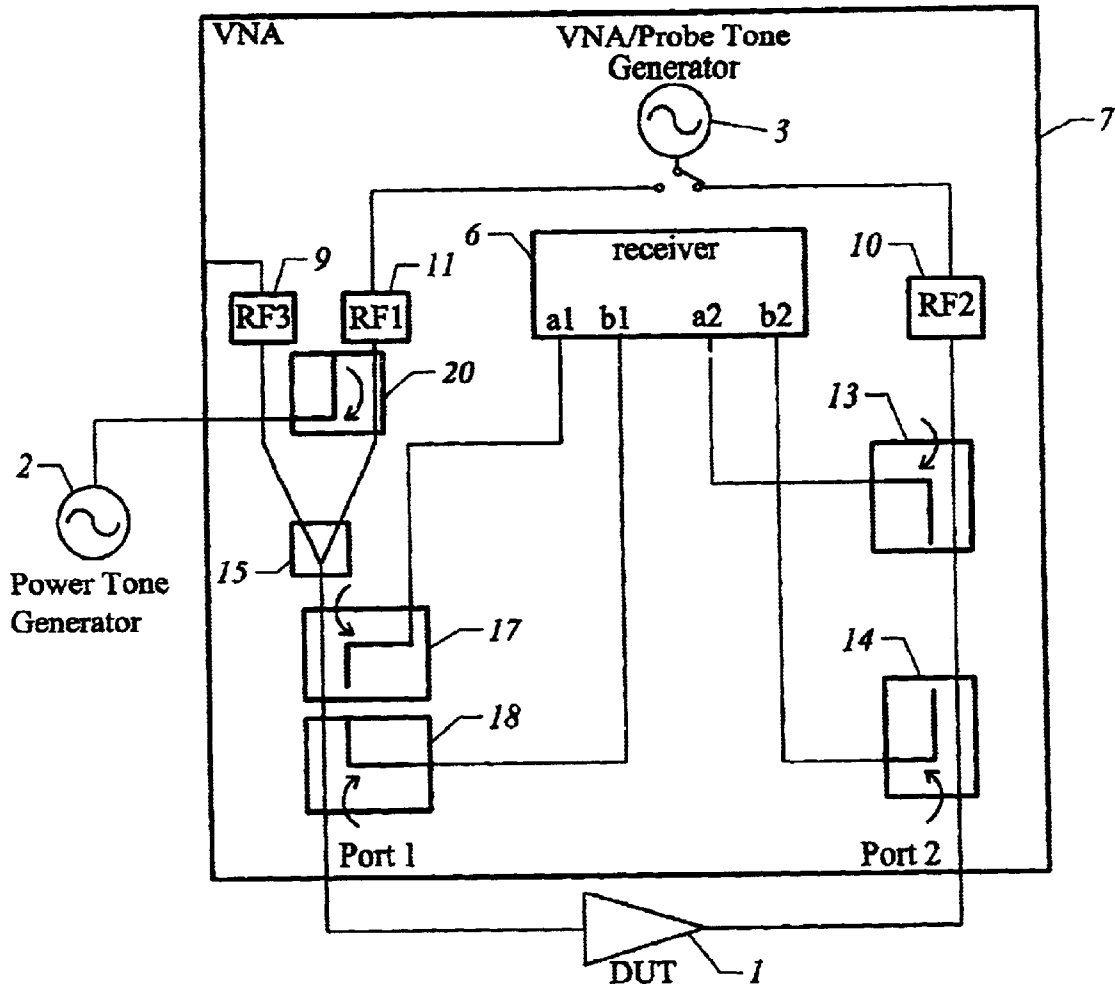 VNA
VNA/Probe Tone
Generator
3
7
6
receiver
9
11
10
RF3
RF1
a1 b1 a2 b2
RF2
20
13
2
15
Power Tone
Generator
17
14
18
Port 1
Port 2
DUT
1